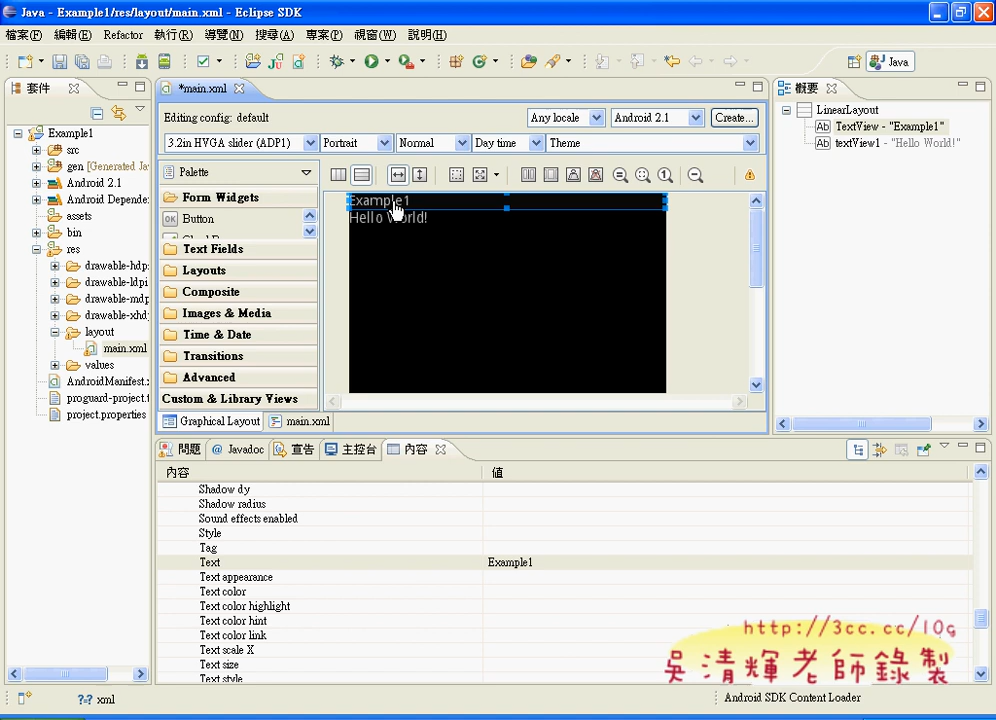 Java - Example1/res/layout/main.xml - Eclipse SDK
檔案(F) 編輯(E) Refactor 執行(R) 導覽(N) 搜尋(A) 專案(P) 視窗(W) 說明(H)
Java
套件
Example1
src
gen [Generated Ja
Android 2.1
Android Depende
assets
bin
res
drawable-hdp
drawable-ldpi
drawable-mdp
drawable-xhd
layout
main.xml
values
AndroidManifest.x
proguard-project.t
project.properties
*main.xml
Editing config: default
Any locale
Android 2.1
Create...
3.2in HVGA slider (ADP1)
Portrait
Normal
Day time
Theme
Palette
Form Widgets
OK Button
Text Fields
Layouts
Composite
Images & Media
Time & Date
Transitions
Advanced
Custom & Library Views
Example1
Hello World!
Graphical Layout
main.xml
概要
LinearLayout
Ab TextView - "Example1"
Ab textView1 - "Hello World!"
問題 @ Javadoc 宣告 主控台 內容
內容 值
Shadow dy
Shadow radius
Sound effects enabled
Style
Tag
Text Example1
Text appearance
Text color
Text color highlight
Text color hint
Text color link
Text scale X
Text size
Text style
http://3cc.cc/10g
吳清輝老師錄製
xml
Android SDK Content Loader